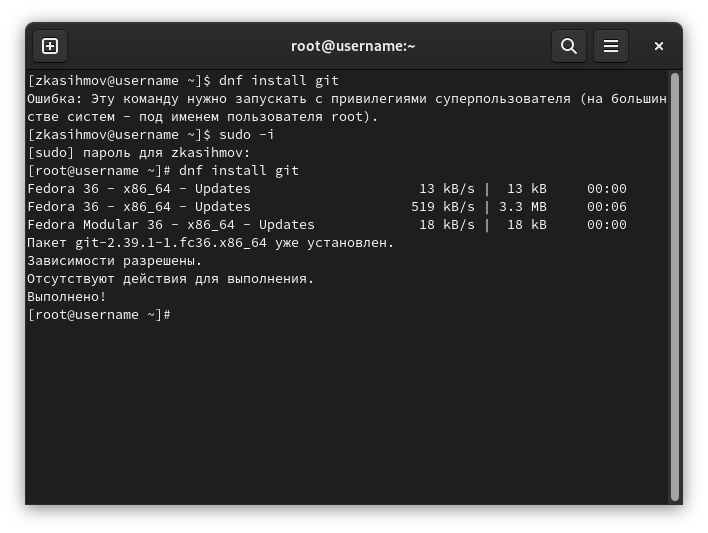 root@username:~
[zkasihmov@username ~]$ dnf install git
Ошибка: Эту команду нужно запускать с привилегиями суперпользователя (на большин
стве систем - под именем пользователя root).
[zkasihmov@username ~]$ sudo -i
[sudo] пароль для zkasihmov:
[root@username ~]# dnf install git
Fedora 36 - x86_64 - Updates 13 kB/s | 13 kB 00:00
Fedora 36 - x86_64 - Updates 519 kB/s | 3.3 MB 00:06
Fedora Modular 36 - x86_64 - Updates 18 kB/s | 18 kB 00:00
Пакет git-2.39.1-1.fc36.x86_64 уже установлен.
Зависимости разрешены.
Отсутствуют действия для выполнения.
Выполнено!
[root@username ~]#